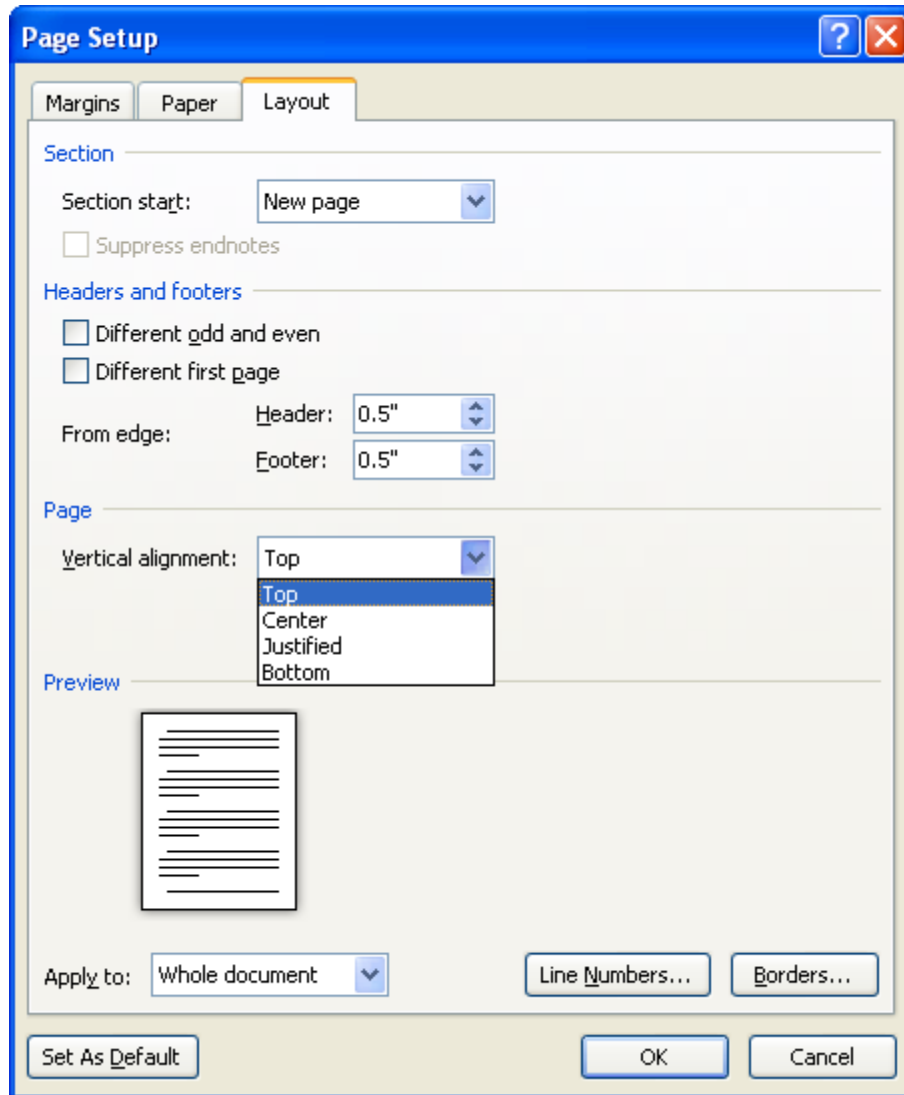 Page Setup
Margins Paper Layout
Section
Section start: New page
Suppress endnotes
Headers and footers
Different odd and even
Different first page
From edge:
Header: 0.5"
Footer: 0.5"
Page
Vertical alignment: Top
Top
Center
Justified
Bottom
Preview
Apply to: Whole document Line Numbers... Borders...
Set As Default OK Cancel